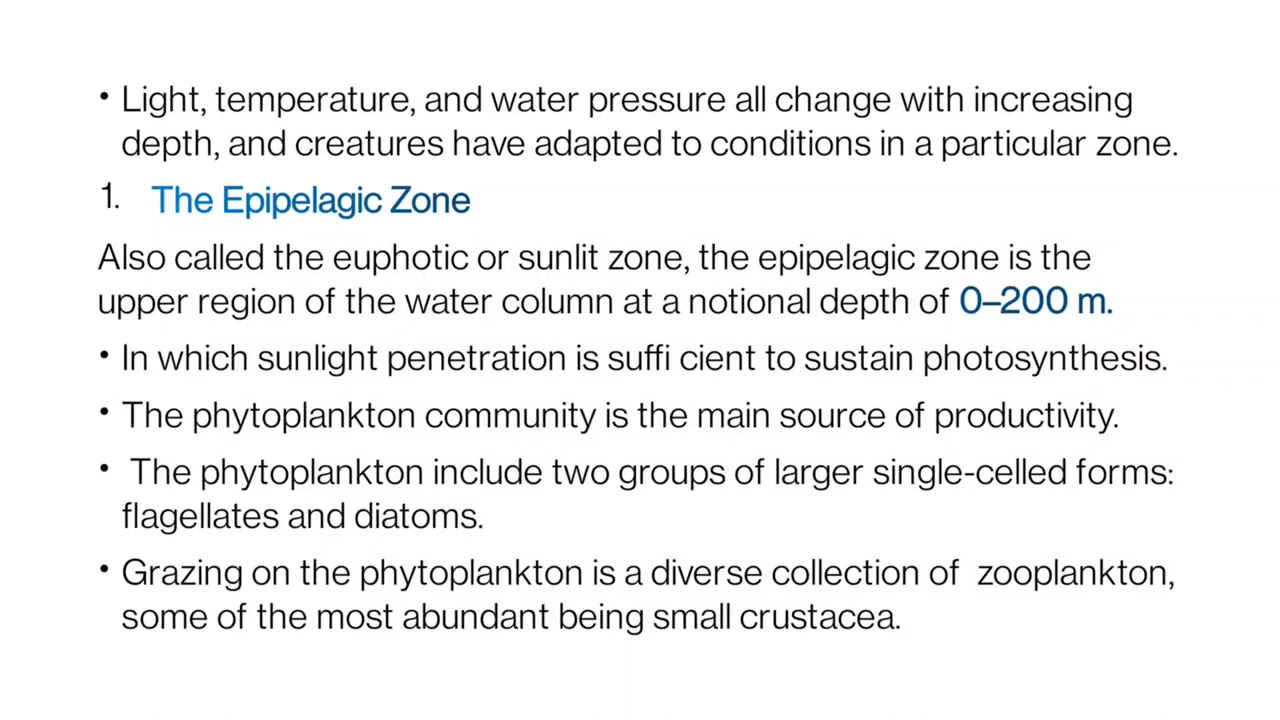 • Light, temperature, and water pressure all change with increasing
depth, and creatures have adapted to conditions in a particular zone.
1. The Epipelagic Zone
Also called the euphotic or sunlit zone, the epipelagic zone is the
upper region of the water column at a notional depth of 0–200 m.
• In which sunlight penetration is suffi cient to sustain photosynthesis.
• The phytoplankton community is the main source of productivity.
• The phytoplankton include two groups of larger single-celled forms:
flagellates and diatoms.
• Grazing on the phytoplankton is a diverse collection of  zooplankton,
some of the most abundant being small crustacea.